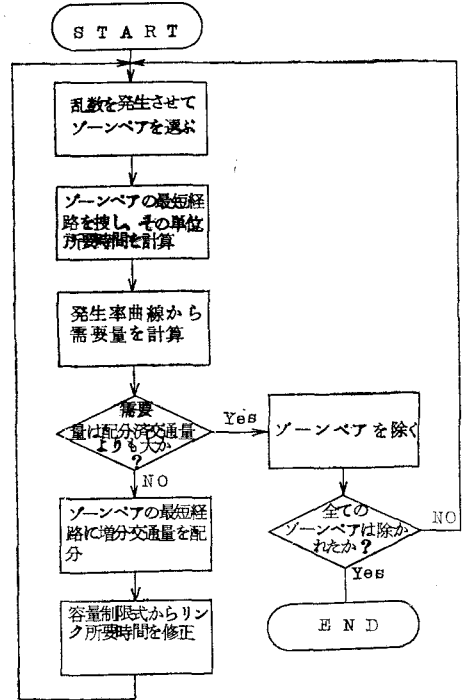 START
乱数を発生させて
ゾーンペアを選ぶ
ゾーンペアの最短経
路を捜し、その単位
所要時間を計算
発生率曲線から
需要量を計算
需要
量は配分済交通量
よりも大か
?
Yes
NO
ゾーンペアを除く
全ての
ゾーンペアは除か
れたか?
NO
Yes
END
ゾーンペアの最短経
路に増分交通量を配
分
容量制限式からリン
ク所要時間を修正